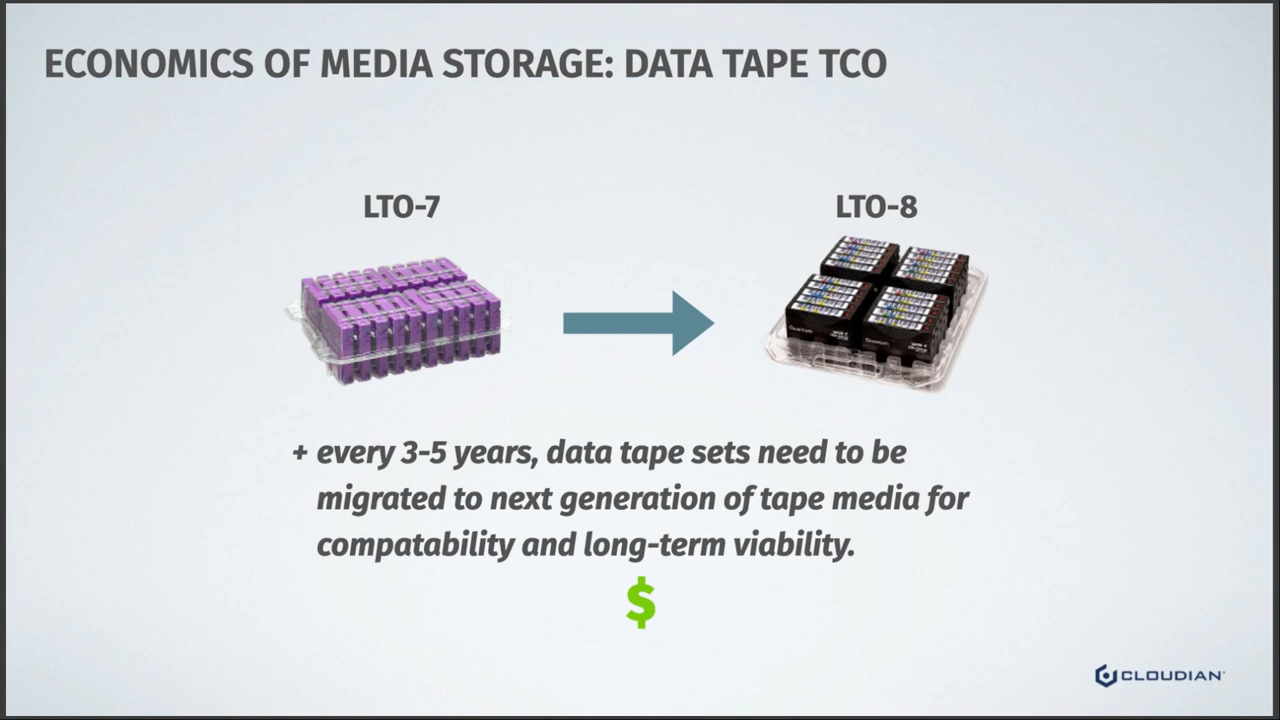 ECONOMICS OF MEDIA STORAGE: DATA TAPE TCO
LTO-7
LTO-8
+ every 3-5 years, data tape sets need to be
migrated to next generation of tape media for
compatability and long-term viability.
$
CLOUDIAN